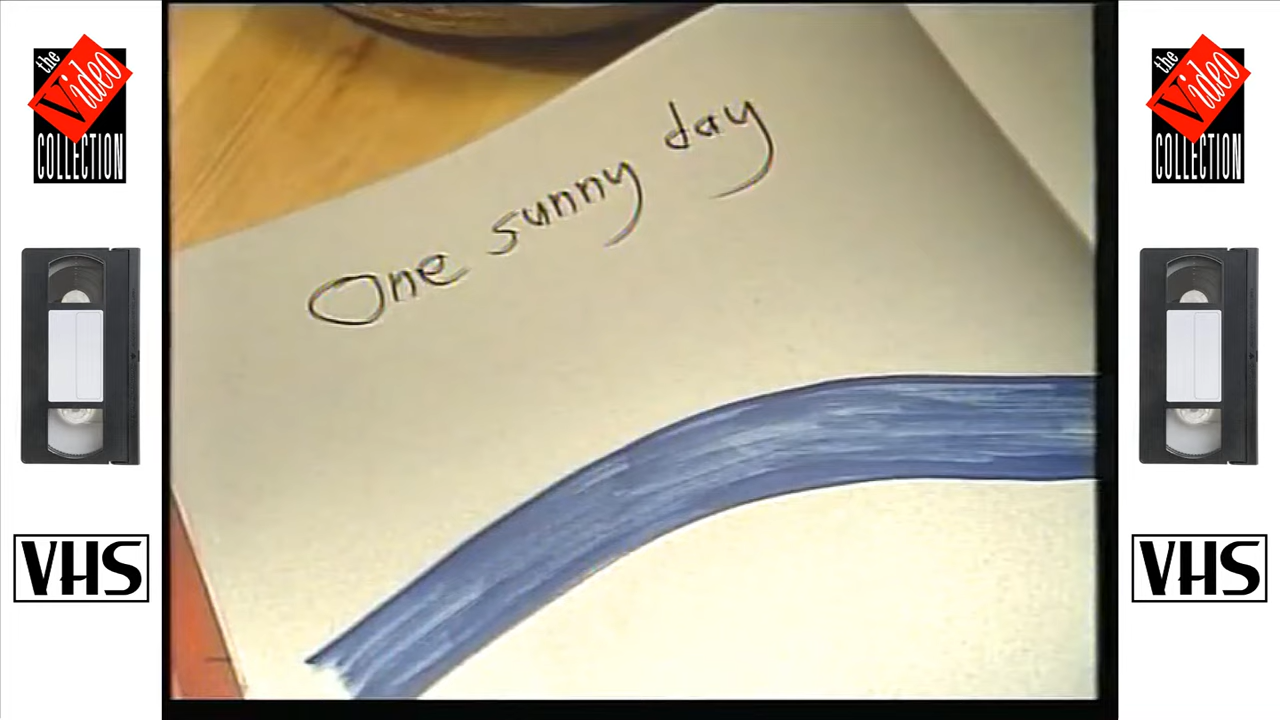 the
Video
COLLECTION
VHS
One sunny day
the
Video
COLLECTION
VHS